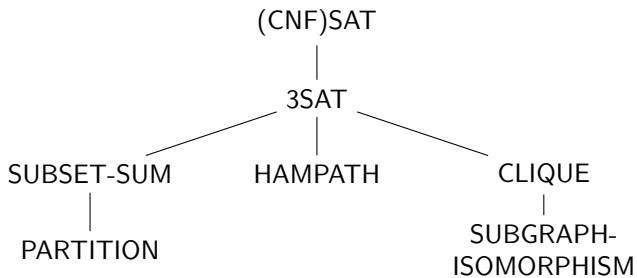 (CNF)SAT
3SAT
SUBSET-SUM
HAMPATH
CLIQUE
PARTITION
SUBGRAPH-
ISOMORPHISM